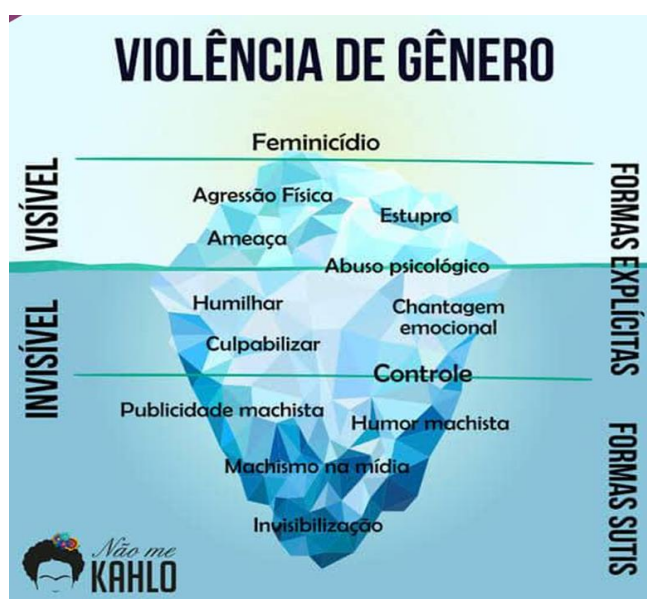 VIOLÊNCIA DE GÊNERO
Feminicídio
VISÍVEL
FORMAS EXPLÍCITAS
Agressão Física
Estupro
Ameaça
Abuso psicológico
INVISÍVEL
Humilhar
Chantagem
emocional
Culpabilizar
Controle
Publicidade machista
Humor machista
FORMAS SUTIS
Machismo na mídia
Invisibilização
Não me
KAHLO